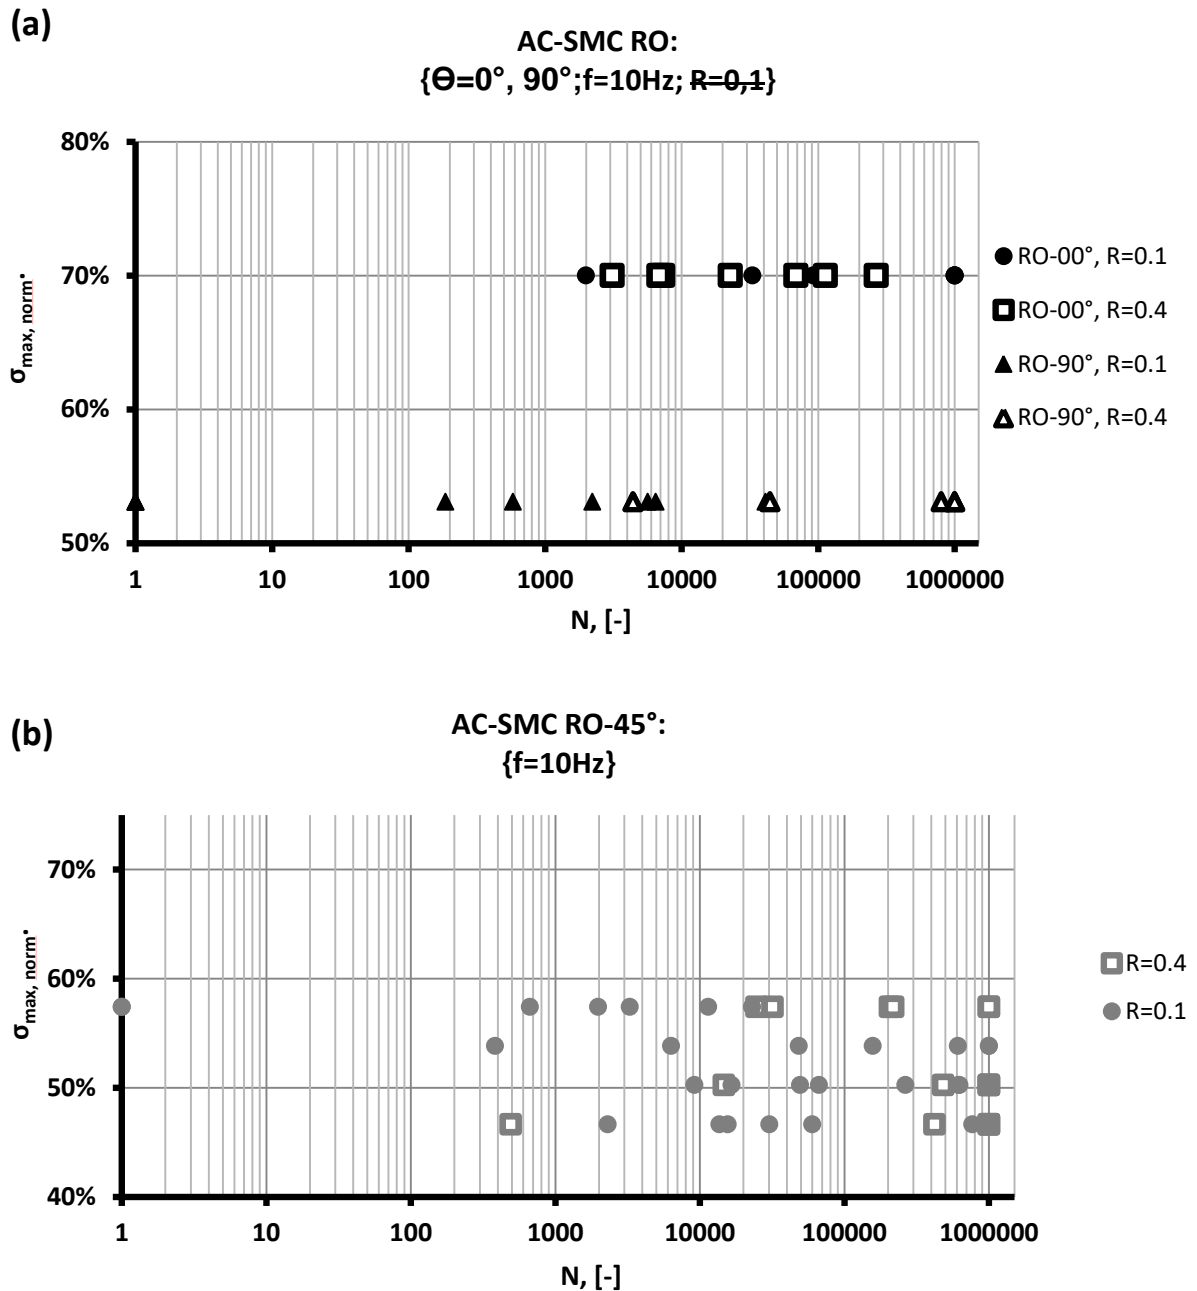 (a)
AC-SMC RO:
{Ө=0°, 90°;f=10Hz; R=0,1}
80%
70%
60%
50%
σmax, norm.
1 10 100 1000 10000 100000 1000000
N, [-]
RO-00°, R=0.1
RO-00°, R=0.4
RO-90°, R=0.1
RO-90°, R=0.4
(b)
AC-SMC RO-45°:
{f=10Hz}
70%
60%
50%
40%
σmax, norm.
1 10 100 1000 10000 100000 1000000
N, [-]
R=0.4
R=0.1